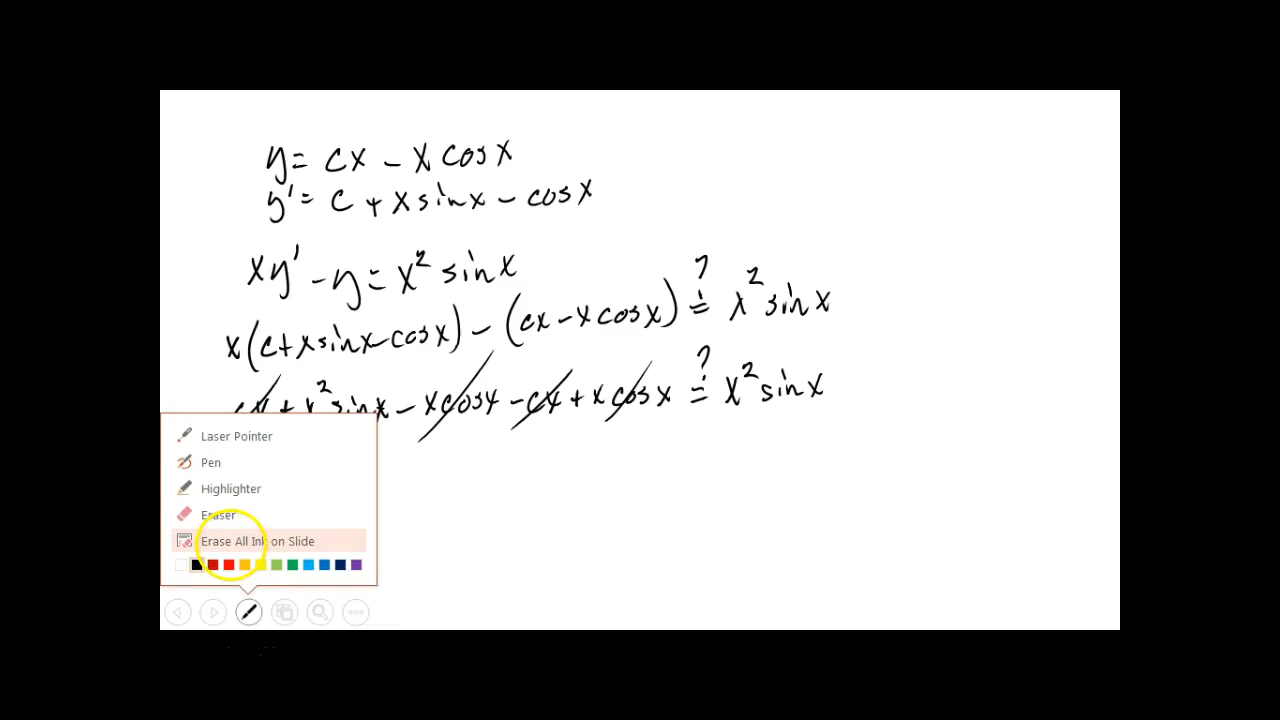 y = cx - x cos x
y' = c + x sin x - cos x
xy' - y = x² sin x
x(c+x sin x - cos x) - (cx - x cos x) ≟ x² sin x
cx + x² sin x - x cos x - cx + x cos x ≟ x² sin x
Laser Pointer
Pen
Highlighter
Eraser
Erase All Ink on Slide